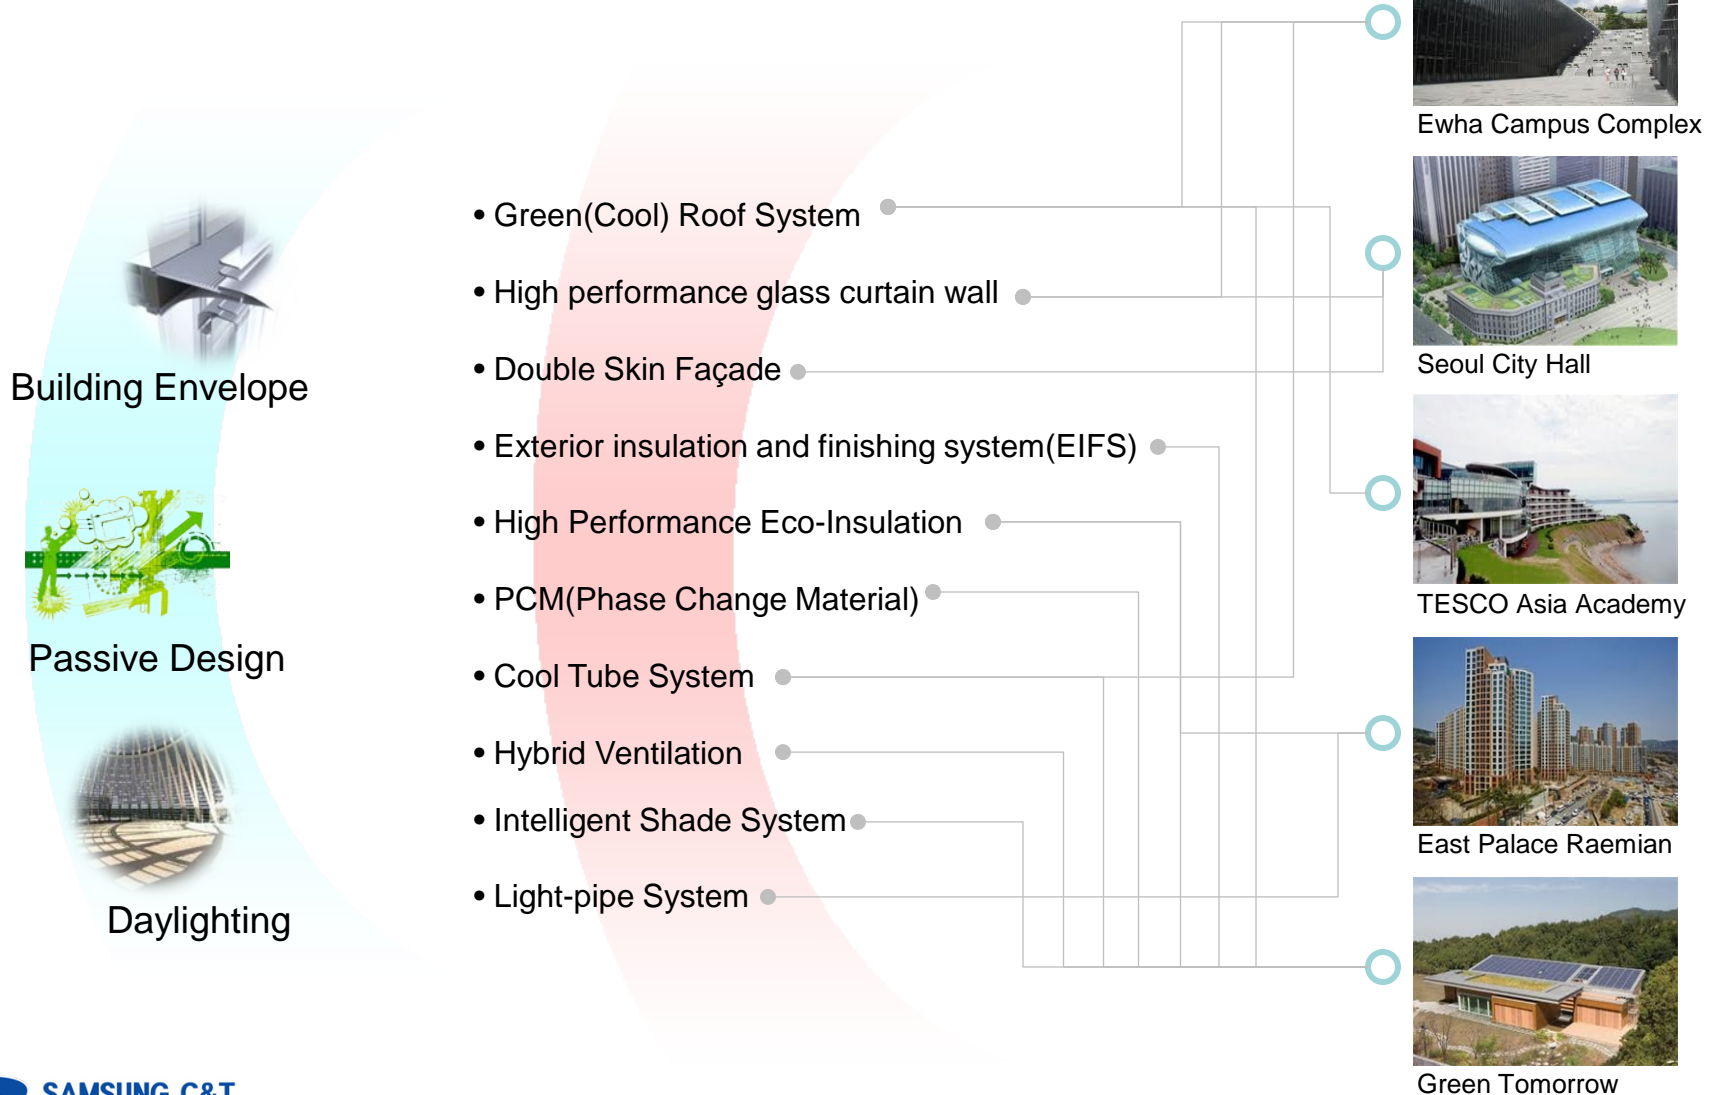 Building Envelope
Passive Design
Daylighting
• Green(Cool) Roof System
• High performance glass curtain wall
• Double Skin Façade
• Exterior insulation and finishing system(EIFS)
• High Performance Eco-Insulation
• PCM(Phase Change Material)
• Cool Tube System
• Hybrid Ventilation
• Intelligent Shade System
• Light-pipe System
Ewha Campus Complex
Seoul City Hall
TESCO Asia Academy
East Palace Raemian
Green Tomorrow
SAMSUNG C&T